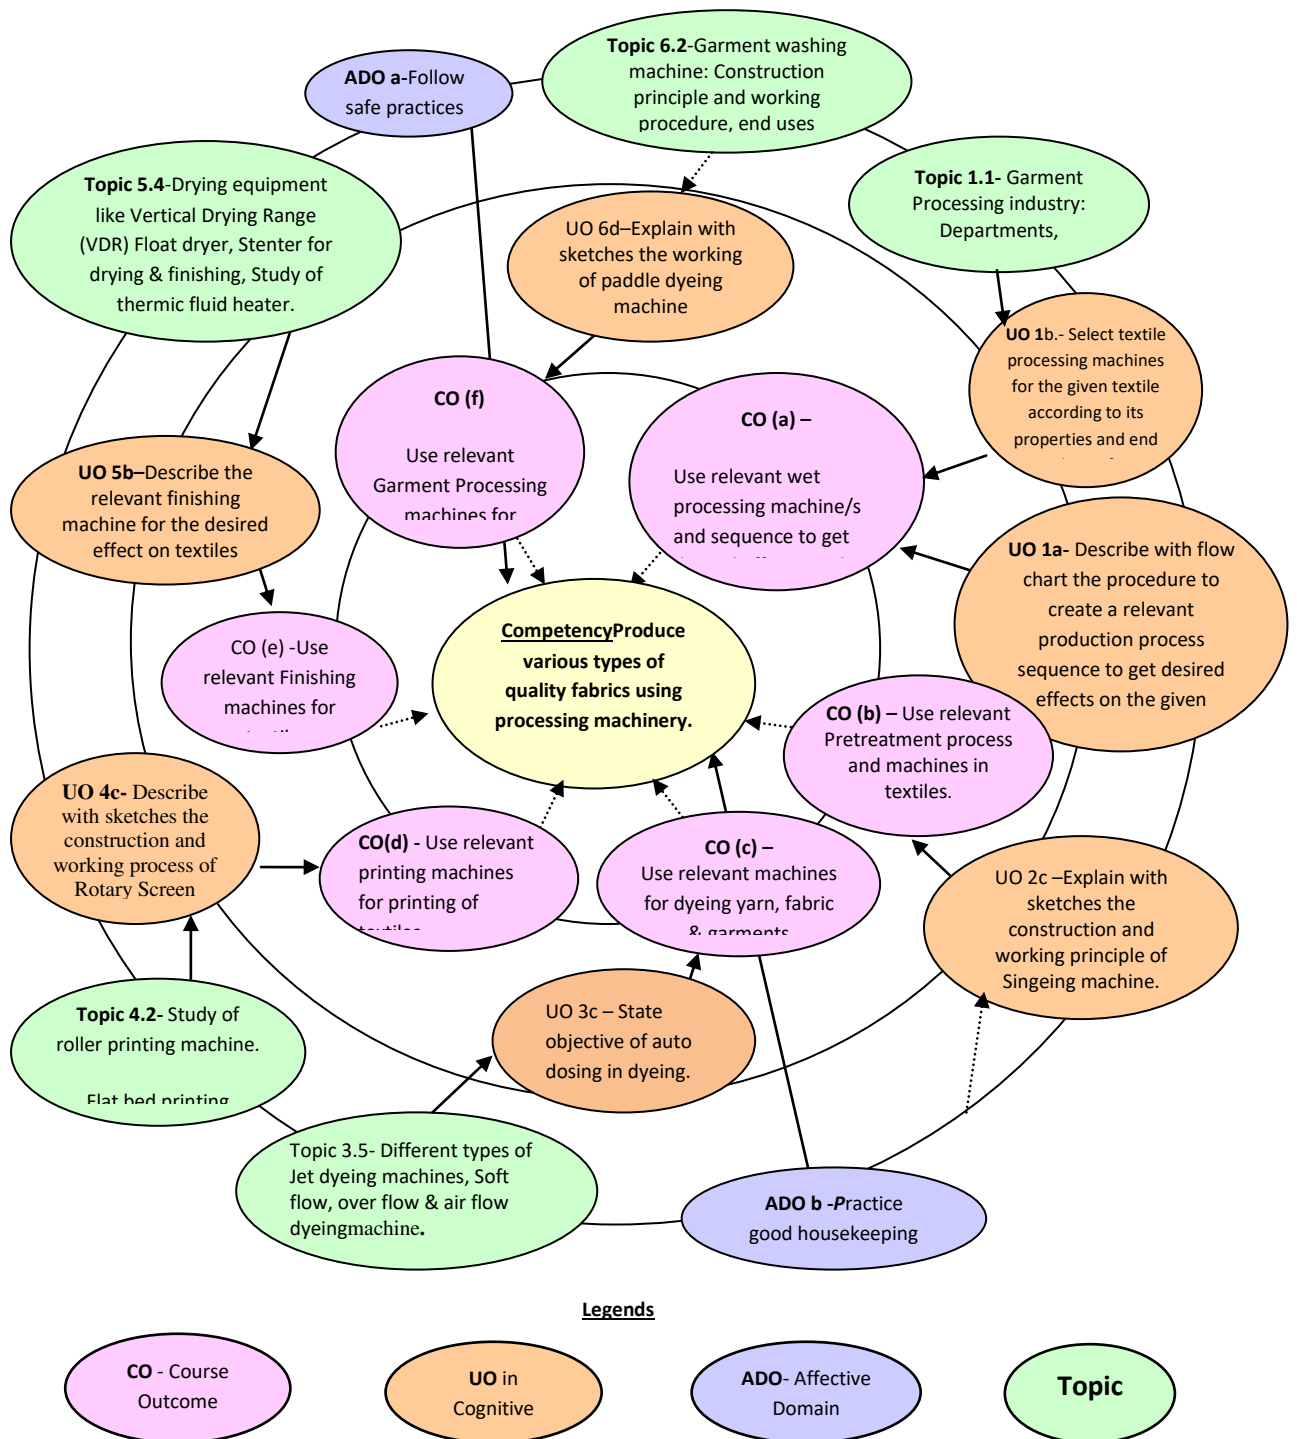 ADO a-Follow
safe practices
Topic 6.2-Garment washing
machine: Construction
principle and working
procedure, end uses
Topic 5.4-Drying equipment
like Vertical Drying Range
(VDR) Float dryer, Stenter for
drying & finishing, Study of
thermic fluid heater.
Topic 1.1- Garment
Processing industry:
Departments,
UO 6d–Explain with
sketches the working
of paddle dyeing
machine
UO 1b.- Select textile
processing machines
for the given textile
according to its
properties and end
CO (f)
Use relevant
Garment Processing
machines for
CO (a) –
Use relevant wet
processing machine/s
and sequence to get
UO 5b–Describe the
relevant finishing
machine for the desired
effect on textiles
UO 1a- Describe with flow
chart the procedure to
create a relevant
production process
sequence to get desired
effects on the given
CompetencyProduce
various types of
quality fabrics using
processing machinery.
CO (e) -Use
relevant Finishing
machines for
CO (b) – Use relevant
Pretreatment process
and machines in
textiles.
UO 4c- Describe
with sketches the
construction and
working process of
Rotary Screen
CO(d) - Use relevant
printing machines
for printing of
textiles
CO (c) –
Use relevant machines
for dyeing yarn, fabric
& garments
UO 2c –Explain with
sketches the
construction and
working principle of
Singeing machine.
Topic 4.2- Study of
roller printing machine.
Flat bed printing
UO 3c – State
objective of auto
dosing in dyeing.
Topic 3.5- Different types of
Jet dyeing machines, Soft
flow, over flow & air flow
dyeingmachine.
ADO b -Practice
good housekeeping
Legends
CO - Course
Outcome
UO in
Cognitive
ADO- Affective
Domain
Topic